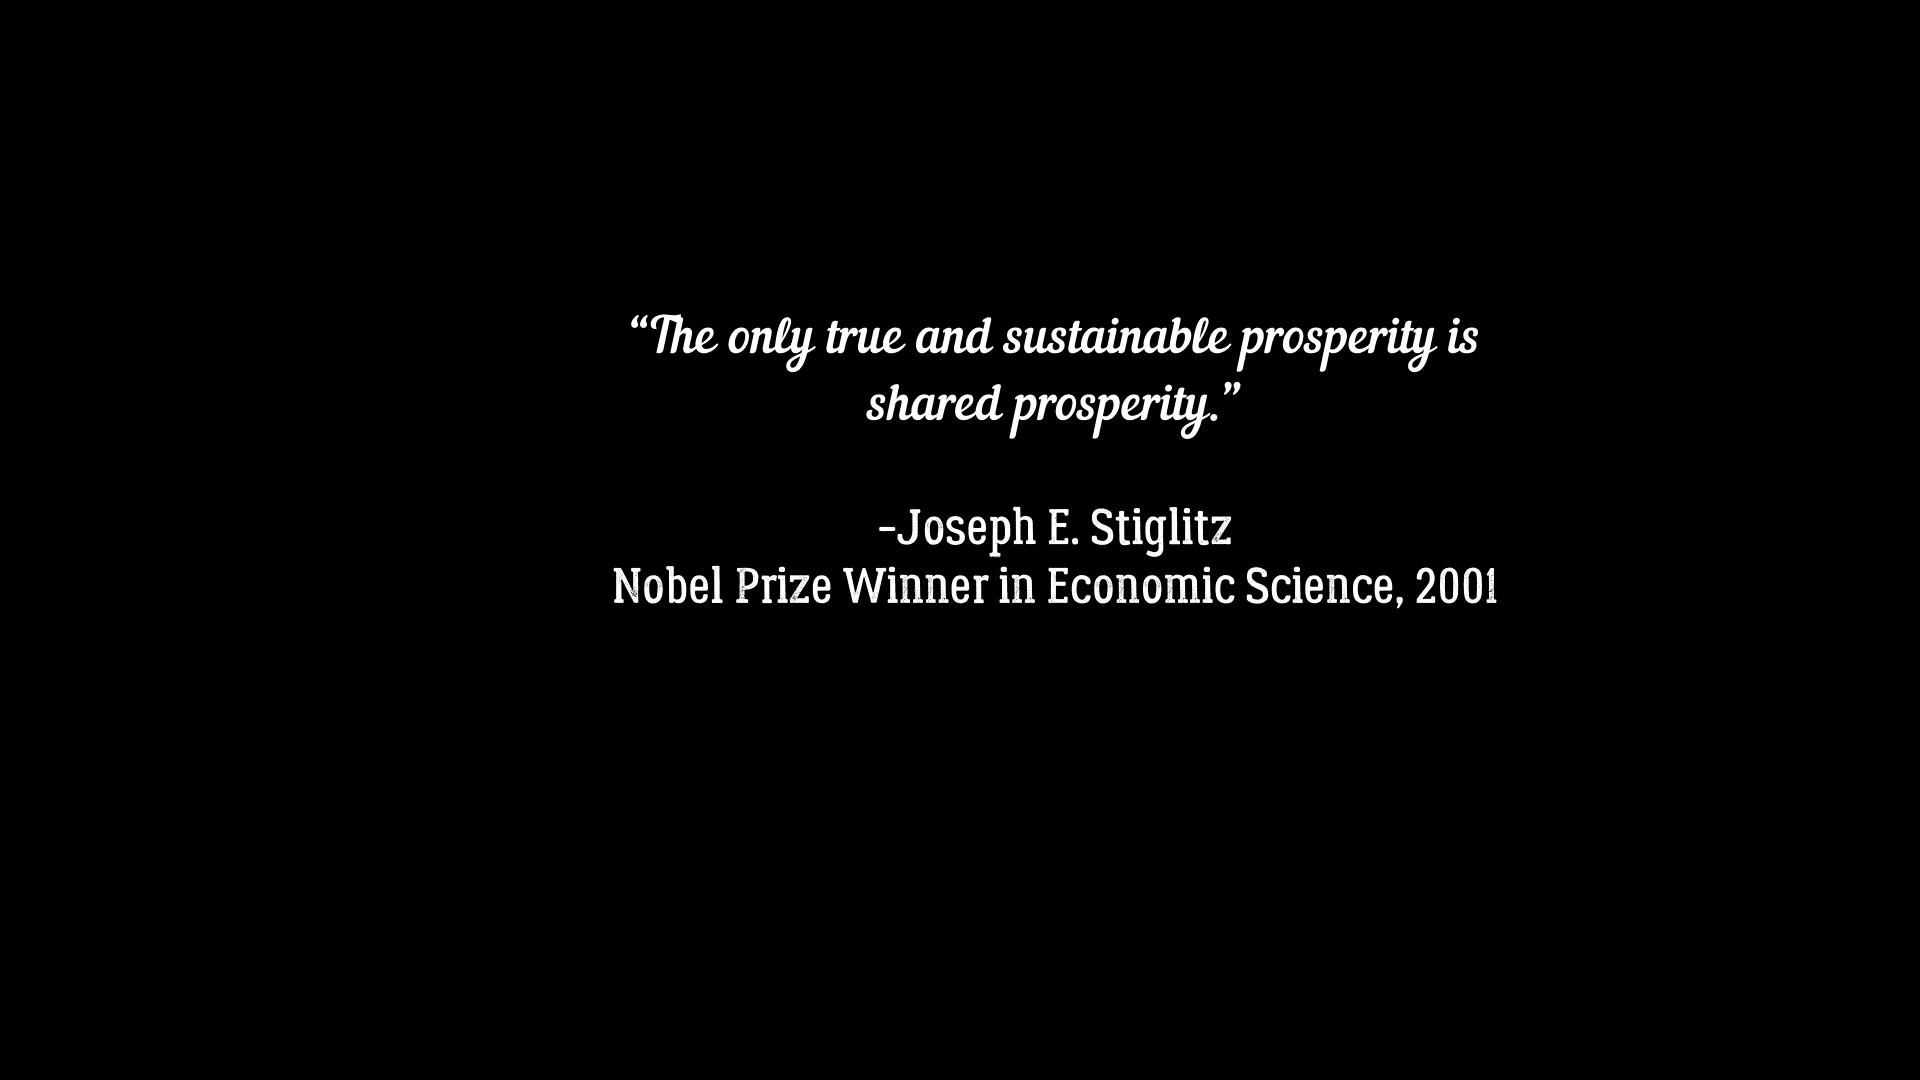 “The only true and sustainable prosperity is
shared prosperity.”
-Joseph E. Stiglitz
Nobel Prize Winner in Economic Science, 2001